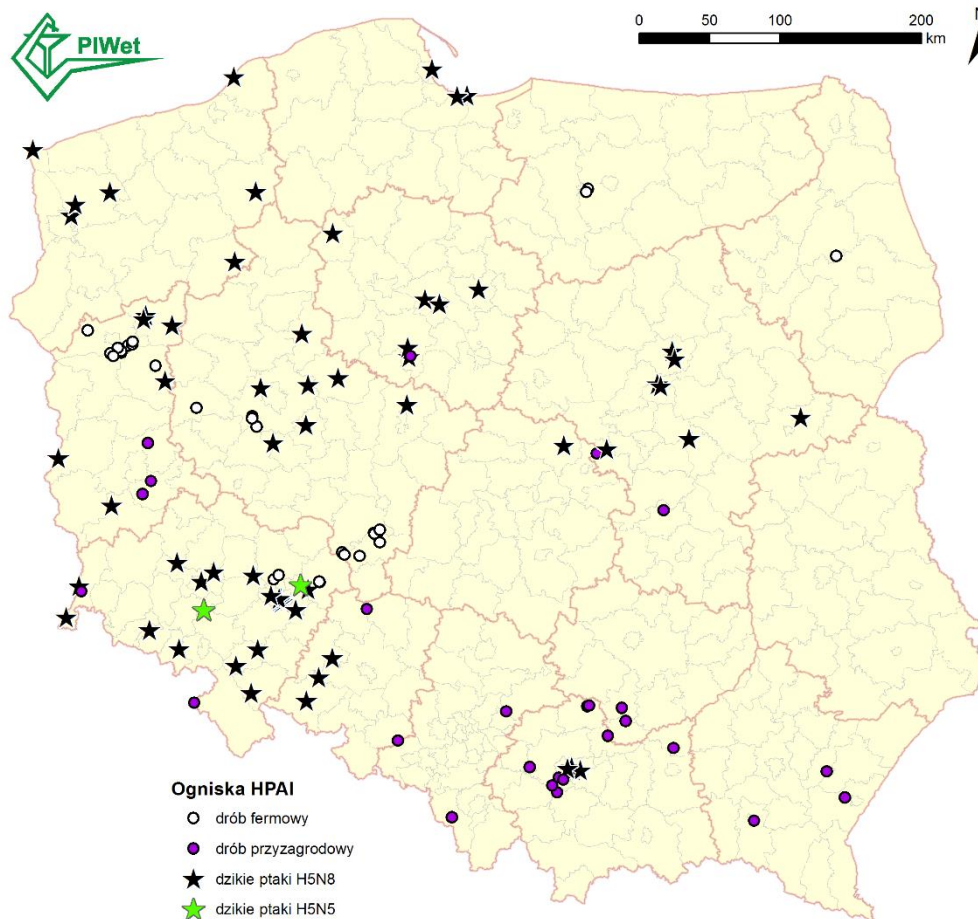 PIWet
0 50 100 200
km
N
Ogniska HPAI
drób fermowy
drób przyzagrodowy
dzikie ptaki H5N8
dzikie ptaki H5N5